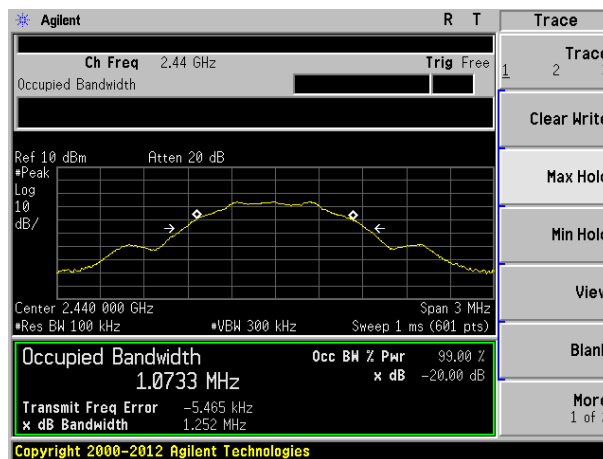 Agilent R T Trace
Ch Freq 2.44 GHz Trig Free
Occupied Bandwidth
Trace
1 2
Clear Write
Max Hold
Min Hold
View
Blank
More
1 of
Ref 10 dBm Atten 20 dB
#Peak
Log
10
dB/
Center 2.440 000 GHz Span 3 MHz
#Res BW 100 kHz #VBW 300 kHz Sweep 1 ms (601 pts)
Occupied Bandwidth Occ BW % Pwr 99.00 %
1.0733 MHz x dB -20.00 dB
Transmit Freq Error -5.465 kHz
x dB Bandwidth 1.252 MHz
Copyright 2000-2012 Agilent Technologies